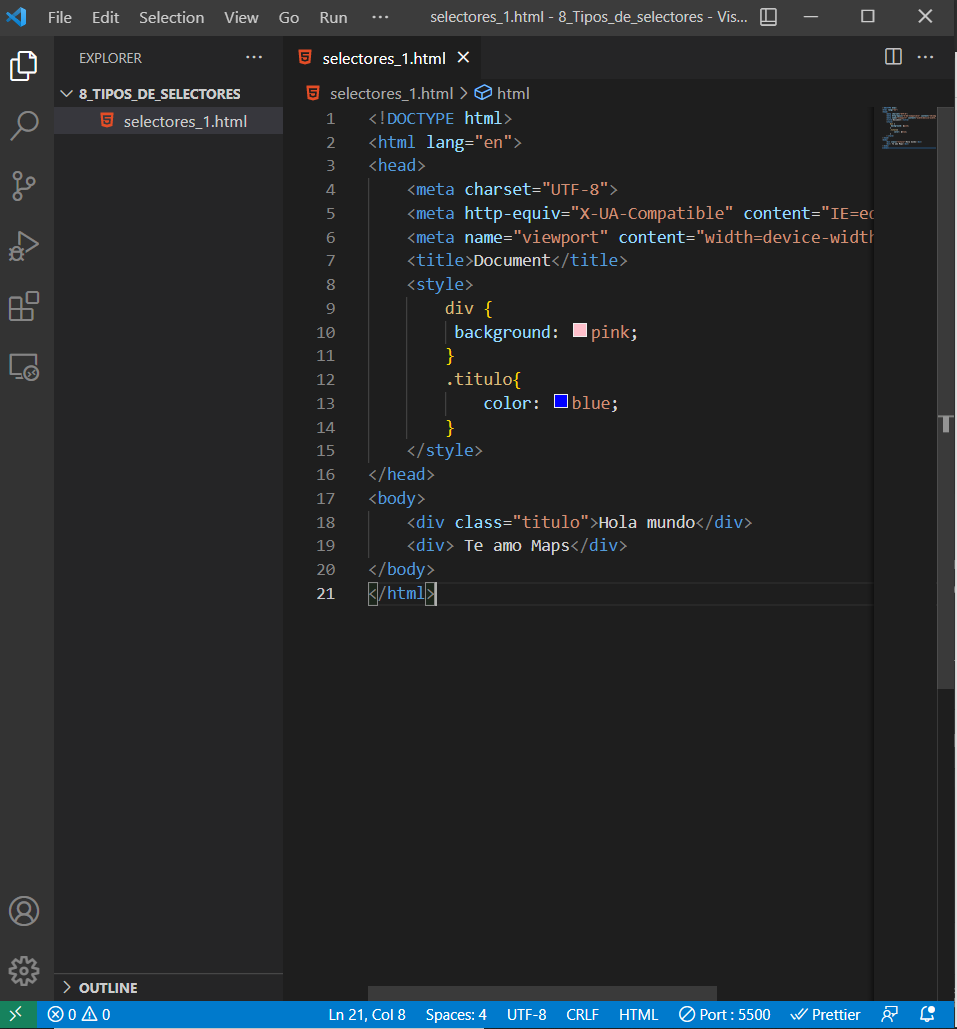 File Edit Selection View Go Run ··· selectores_1.html - 8_Tipos_de_selectores - Vis...
EXPLORER ···
8_TIPOS_DE_SELECTORES
selectores_1.html
OUTLINE
selectores_1.html
selectores_1.html > html
1 <!DOCTYPE html>
2 <html lang="en">
3 <head>
4 <meta charset="UTF-8">
5 <meta http-equiv="X-UA-Compatible" content="IE=ed
6 <meta name="viewport" content="width=device-width
7 <title>Document</title>
8 <style>
9 div {
10 background: pink;
11 }
12 .titulo{
13 color: blue;
14 }
15 </style>
16 </head>
17 <body>
18 <div class="titulo">Hola mundo</div>
19 <div> Te amo Maps</div>
20 </body>
21 </html>
0 0 Ln 21, Col 8 Spaces: 4 UTF-8 CRLF HTML Port : 5500 Prettier